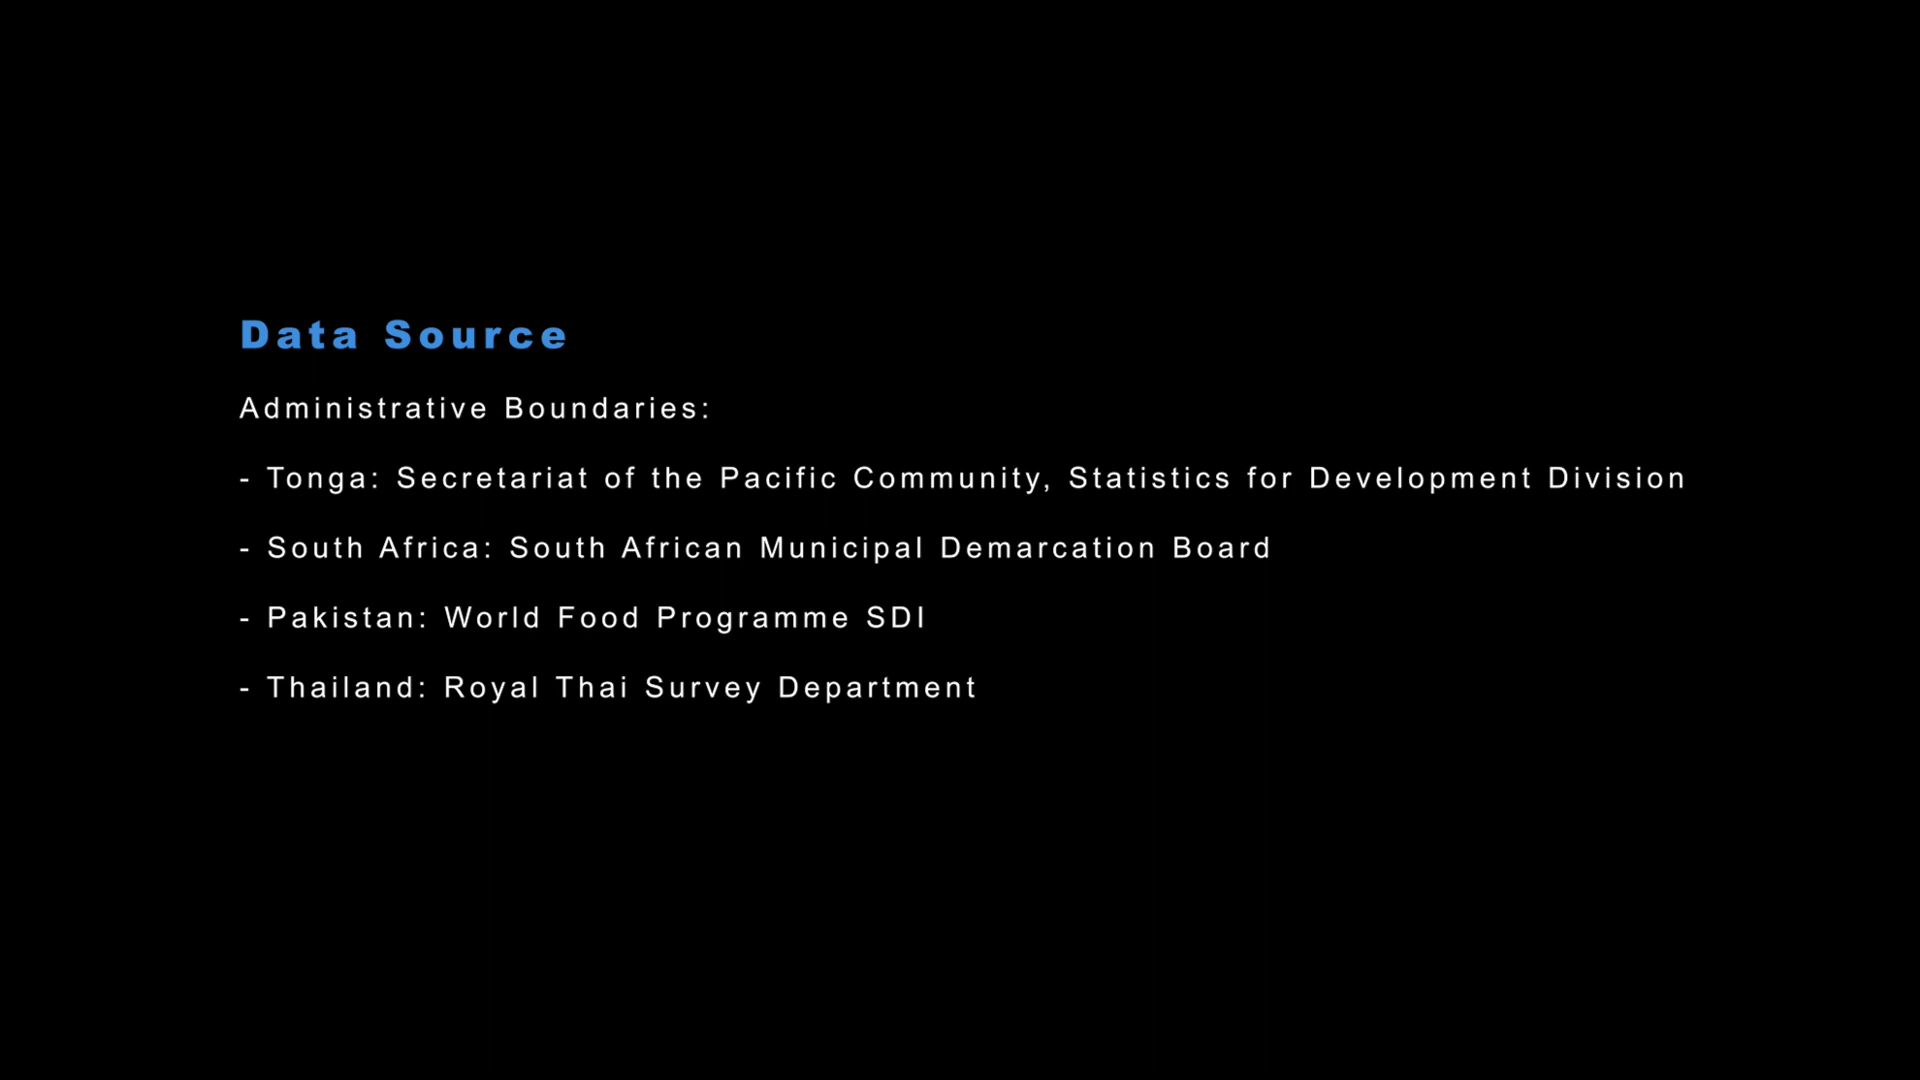 Data Source
Administrative Boundaries:
- Tonga: Secretariat of the Pacific Community, Statistics for Development Division
- South Africa: South African Municipal Demarcation Board
- Pakistan: World Food Programme SDI
- Thailand: Royal Thai Survey Department